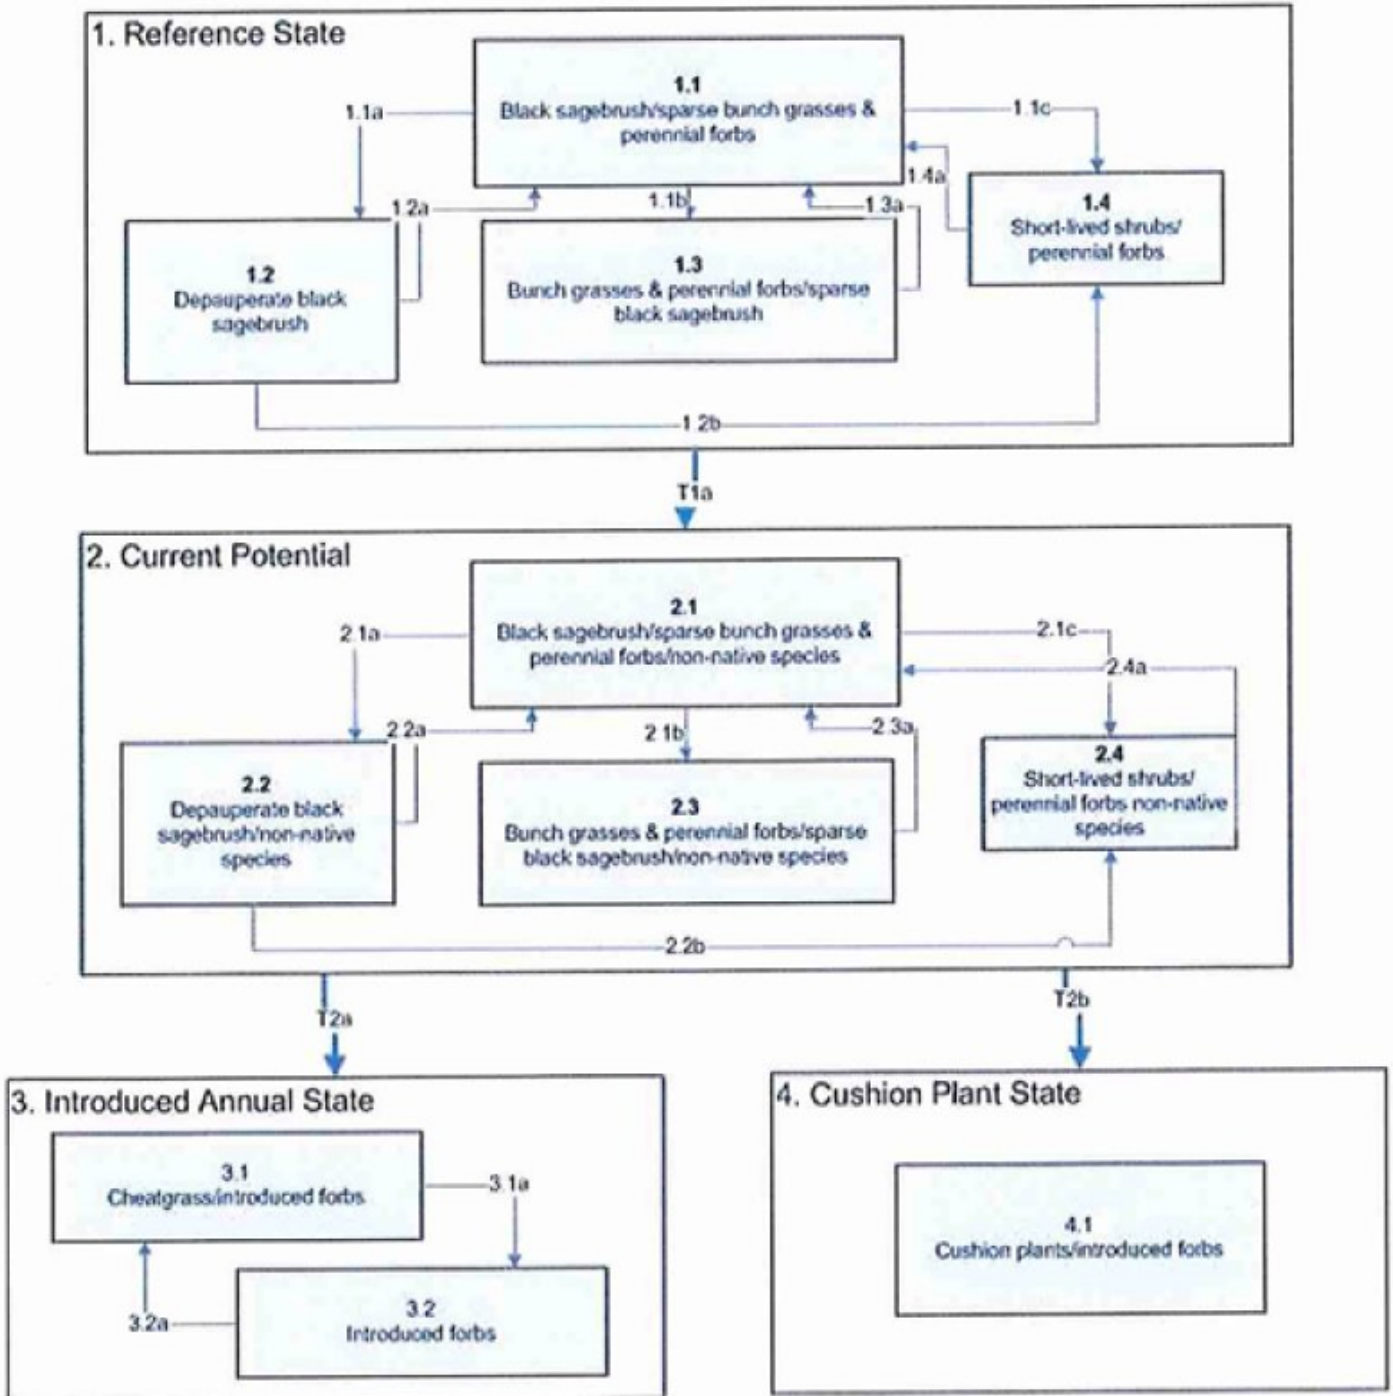 1. Reference State
1.1
Black sagebrush/sparse bunch grasses &
perennial forbs
1.1a
1.1c
1.4a
1.2a
1.1b
1.3a
1.4
Short-lived shrubs/
perennial forbs
1.2
Depauperate black
sagebrush
1.3
Bunch grasses & perennial forbs/sparse
black sagebrush
1.2b
T1a
2. Current Potential
2.1
Black sagebrush/sparse bunch grasses &
perennial forbs/non-native species
2.1a
2.1c
2.4a
2.2a
2.1b
2.3a
2.4
Short-lived shrubs/
perennial forbs non-native
species
2.2
Depauperate black
sagebrush/non-native
species
2.3
Bunch grasses & perennial forbs/sparse
black sagebrush/non-native species
2.2b
T2a
T2b
3. Introduced Annual State
3.1
Cheatgrass/introduced forbs
3.1a
3.2
Introduced forbs
3.2a
4. Cushion Plant State
4.1
Cushion plants/introduced forbs